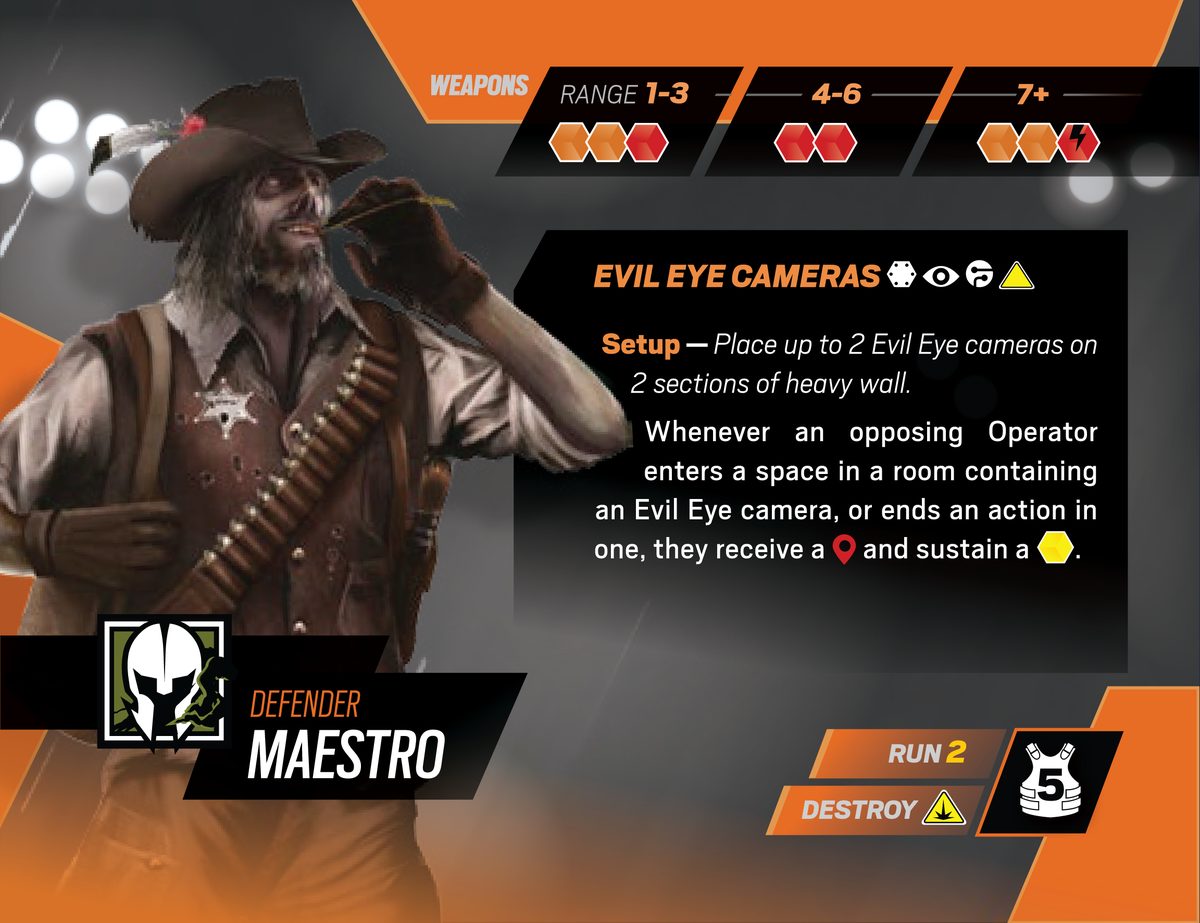 WEAPONS RANGE 1-3 4-6 7+
EVIL EYE CAMERAS
Setup — Place up to 2 Evil Eye cameras on
2 sections of heavy wall.
Whenever an opposing Operator
enters a space in a room containing
an Evil Eye camera, or ends an action in
one, they receive a and sustain a .
DEFENDER
MAESTRO
RUN 2
DESTROY
5